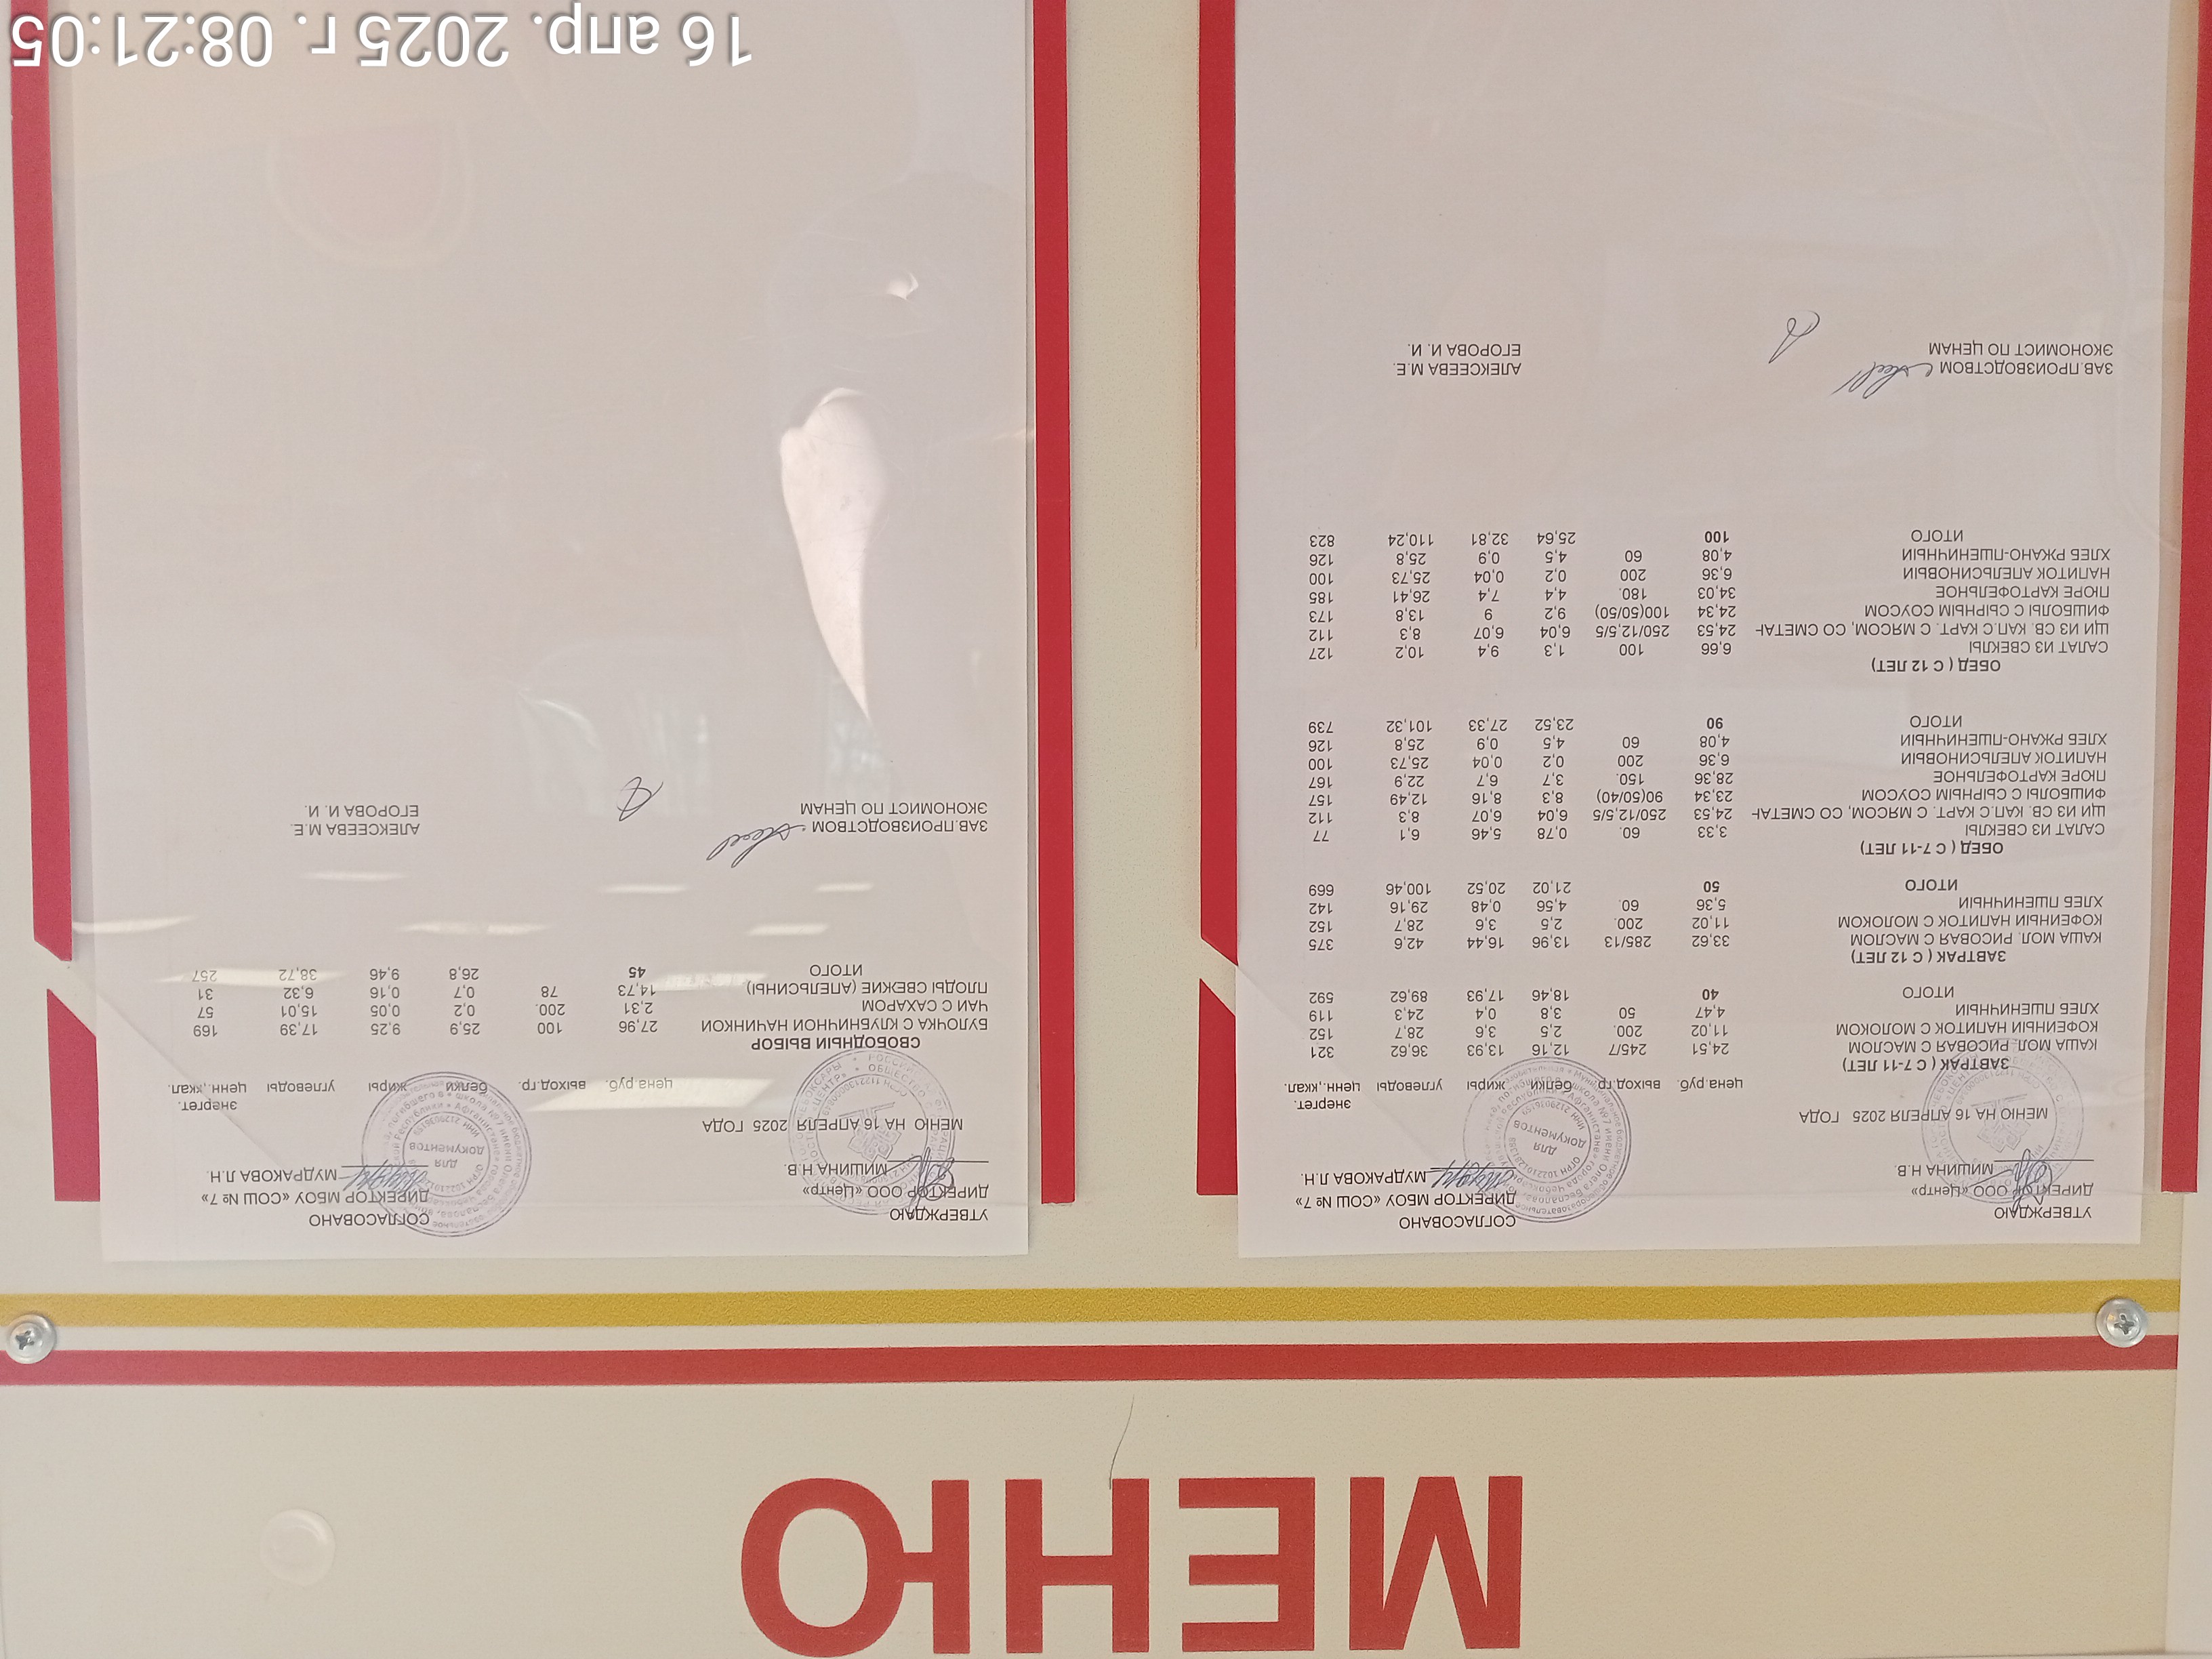 МЕНЮ
УТВЕРЖДАЮ СОГЛАСОВАНО
ДИРЕКТОР ООО «Центр» ДИРЕКТОР МБОУ «СОШ № 7»
МИШИНА Н.В МУДРАКОВА Л.Н.
МЕНЮ НА 16 АПРЕЛЯ 2025 ГОДА
цена руб. выход.гр. белки жиры углеводы энергет. ценн.,ккал.
ЗАВТРАК ( С 7-11 ЛЕТ)
КАША МОЛ. РИСОВАЯ С МАСЛОМ 24,51 245/7 12,16 13,93 36,62 321
КОФЕЙНЫЙ НАПИТОК С МОЛОКОМ 11,02 200. 2,5 3,6 28,7 152
ХЛЕБ ПШЕНИЧНЫЙ 4,47 50 3,8 0,4 24,3 119
ИТОГО 40 18,46 17,93 89,62 592
ЗАВТРАК ( С 12 ЛЕТ)
КАША МОЛ. РИСОВАЯ С МАСЛОМ 33,62 285/13 13,96 16,44 42,6 375
КОФЕЙНЫЙ НАПИТОК С МОЛОКОМ 11,02 200. 2,5 3,6 28,7 152
ХЛЕБ ПШЕНИЧНЫЙ 5,36 60. 4,56 0,48 29,16 142
ИТОГО 50 21,02 20,52 100,46 669
ОБЕД ( С 7-11 ЛЕТ)
САЛАТ ИЗ СВЕКЛЫ 3,33 60. 0,78 5,46 6,1 77
ЩИ ИЗ СВ. КАП.С КАРТ. С МЯСОМ, СО СМЕТАН 24,53 250/12,5/5 6,04 6,07 8,3 112
ФИШБОЛЫ С СЫРНЫМ СОУСОМ 23,34 90(50/40) 8,3 8,16 12,49 157
ПЮРЕ КАРТОФЕЛЬНОЕ 28,36 150. 3,7 6,7 22,9 167
НАПИТОК АПЕЛЬСИНОВЫЙ 6,36 200 0,2 0,04 25,73 100
ХЛЕБ РЖАНО-ПШЕНИЧНЫЙ 4,08 60 4,5 0,9 25,8 126
ИТОГО 90 23,52 27,33 101,32 739
ОБЕД ( С 12 ЛЕТ)
САЛАТ ИЗ СВЕКЛЫ 6,66 100 1,3 9,4 10,2 127
ЩИ ИЗ СВ. КАП.С КАРТ. С МЯСОМ, СО СМЕТАН 24,53 250/12,5/5 6,04 6,07 8,3 112
ФИШБОЛЫ С СЫРНЫМ СОУСОМ 24,34 100(50/50) 9,2 9 13,8 173
ПЮРЕ КАРТОФЕЛЬНОЕ 34,03 180. 4,4 7,4 26,41 185
НАПИТОК АПЕЛЬСИНОВЫЙ 6,36 200 0,2 0,04 25,73 100
ХЛЕБ РЖАНО-ПШЕНИЧНЫЙ 4,08 60 4,5 0,9 25,8 126
ИТОГО 100 25,64 32,81 110,24 823
ЗАВ.ПРОИЗВОДСТВОМ АЛЕКСЕЕВА М.Е.
ЭКОНОМИСТ ПО ЦЕНАМ ЕГОРОВА И. И.
УТВЕРЖДАЮ СОГЛАСОВАНО
ДИРЕКТОР ООО «Центр» ДИРЕКТОР МБОУ «СОШ № 7»
МИШИНА Н.В МУДРАКОВА Л.Н.
МЕНЮ НА 16 АПРЕЛЯ 2025 ГОДА
цена руб. выход.гр. белки жиры углеводы энергет. ценн.,ккал.
СВОБОДНЫЙ ВЫБОР
БУЛОЧКА С КЛУБНИЧНОЙ НАЧИНКОЙ 27,96 100 25,9 9,25 17,39 169
ЧАЙ С САХАРОМ 2,31 200. 0,2 0,05 15,01 57
ПЛОДЫ СВЕЖИЕ (АПЕЛЬСИНЫ) 14,73 78 0,7 0,16 6,32 31
ИТОГО 45 26,8 9,46 38,72 257
ЗАВ.ПРОИЗВОДСТВОМ АЛЕКСЕЕВА М.Е.
ЭКОНОМИСТ ПО ЦЕНАМ ЕГОРОВА И. И.
16 апр. 2025 г. 08:21:05